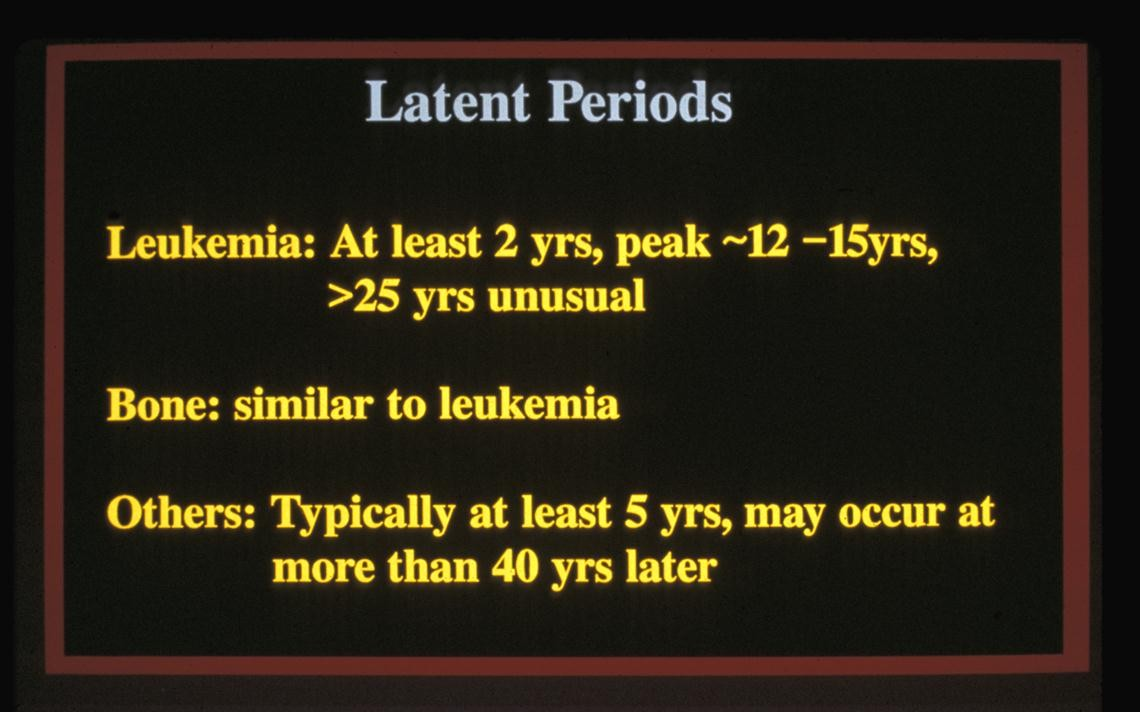 Latent Periods
Leukemia: At least 2 yrs, peak ~12 −15yrs,
>25 yrs unusual
Bone: similar to leukemia
Others: Typically at least 5 yrs, may occur at
more than 40 yrs later